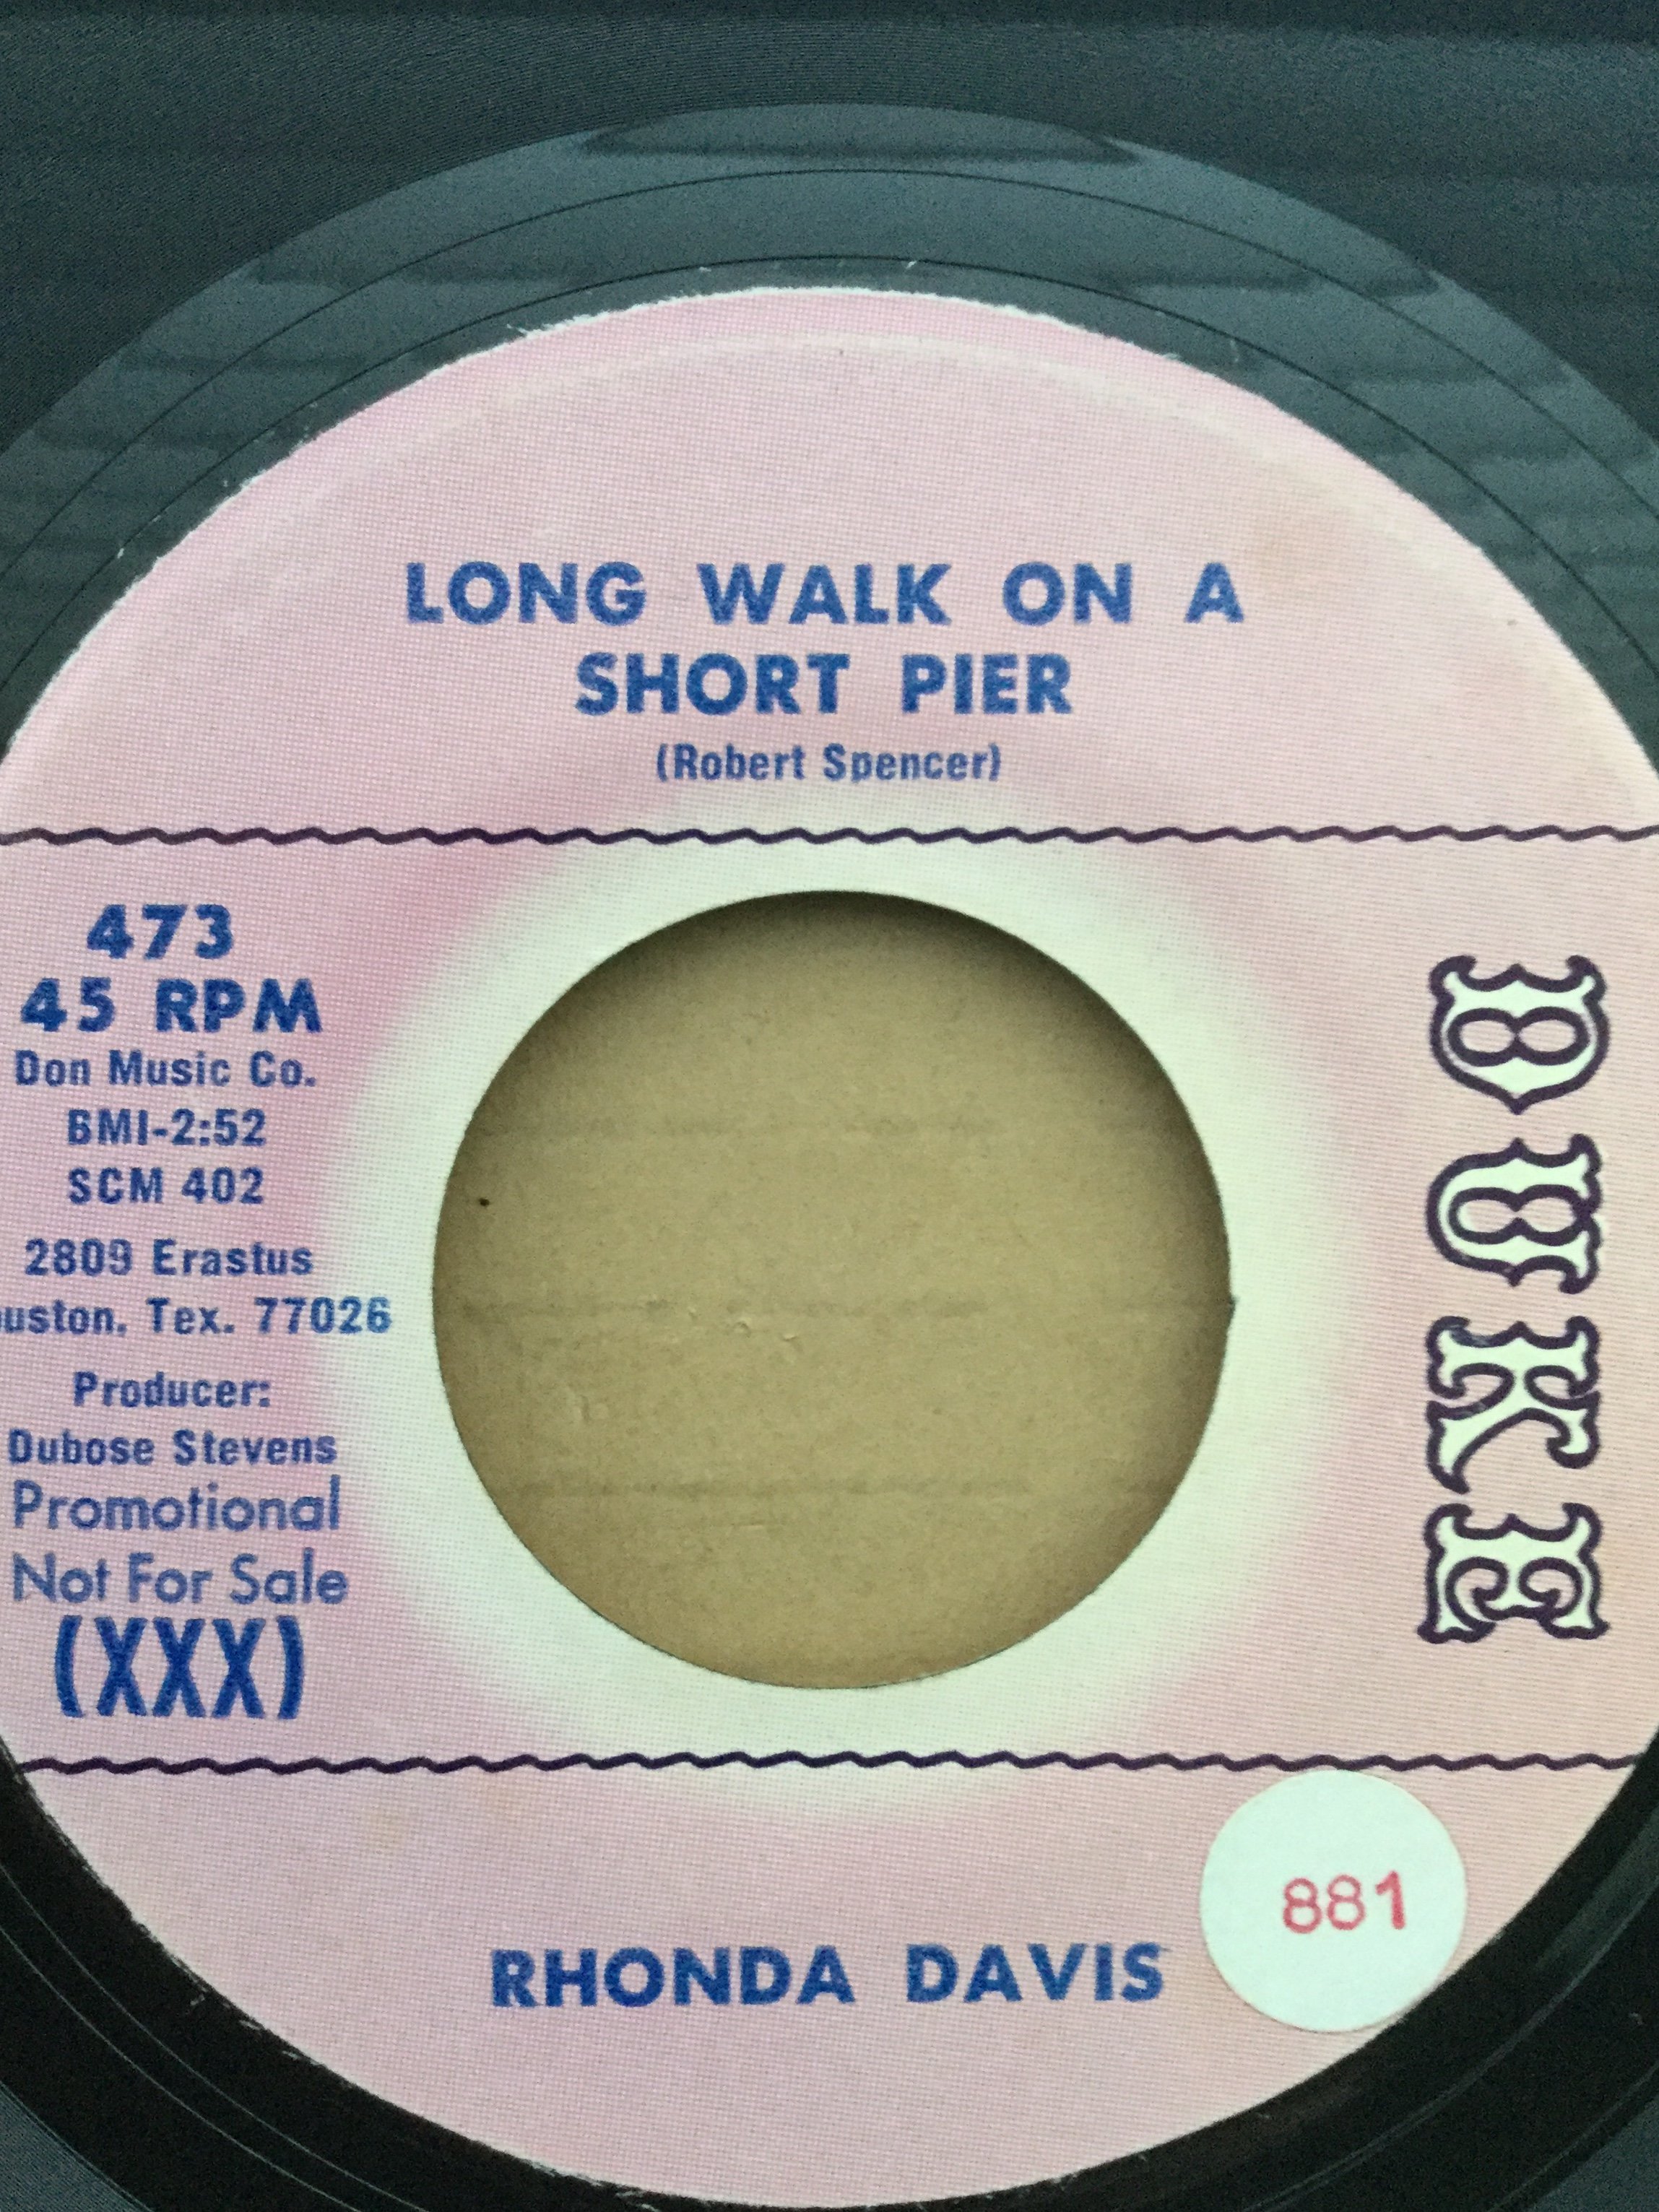 LONG WALK ON A
SHORT PIER
(Robert Spencer)
473
45 RPM
Don Music Co.
BMI-2:52
SCM 402
2809 Erastus
ouston, Tex. 77026
Producer:
Dubose Stevens
Promotional
Not For Sale
(XXX)
DUKE
881
RHONDA DAVIS